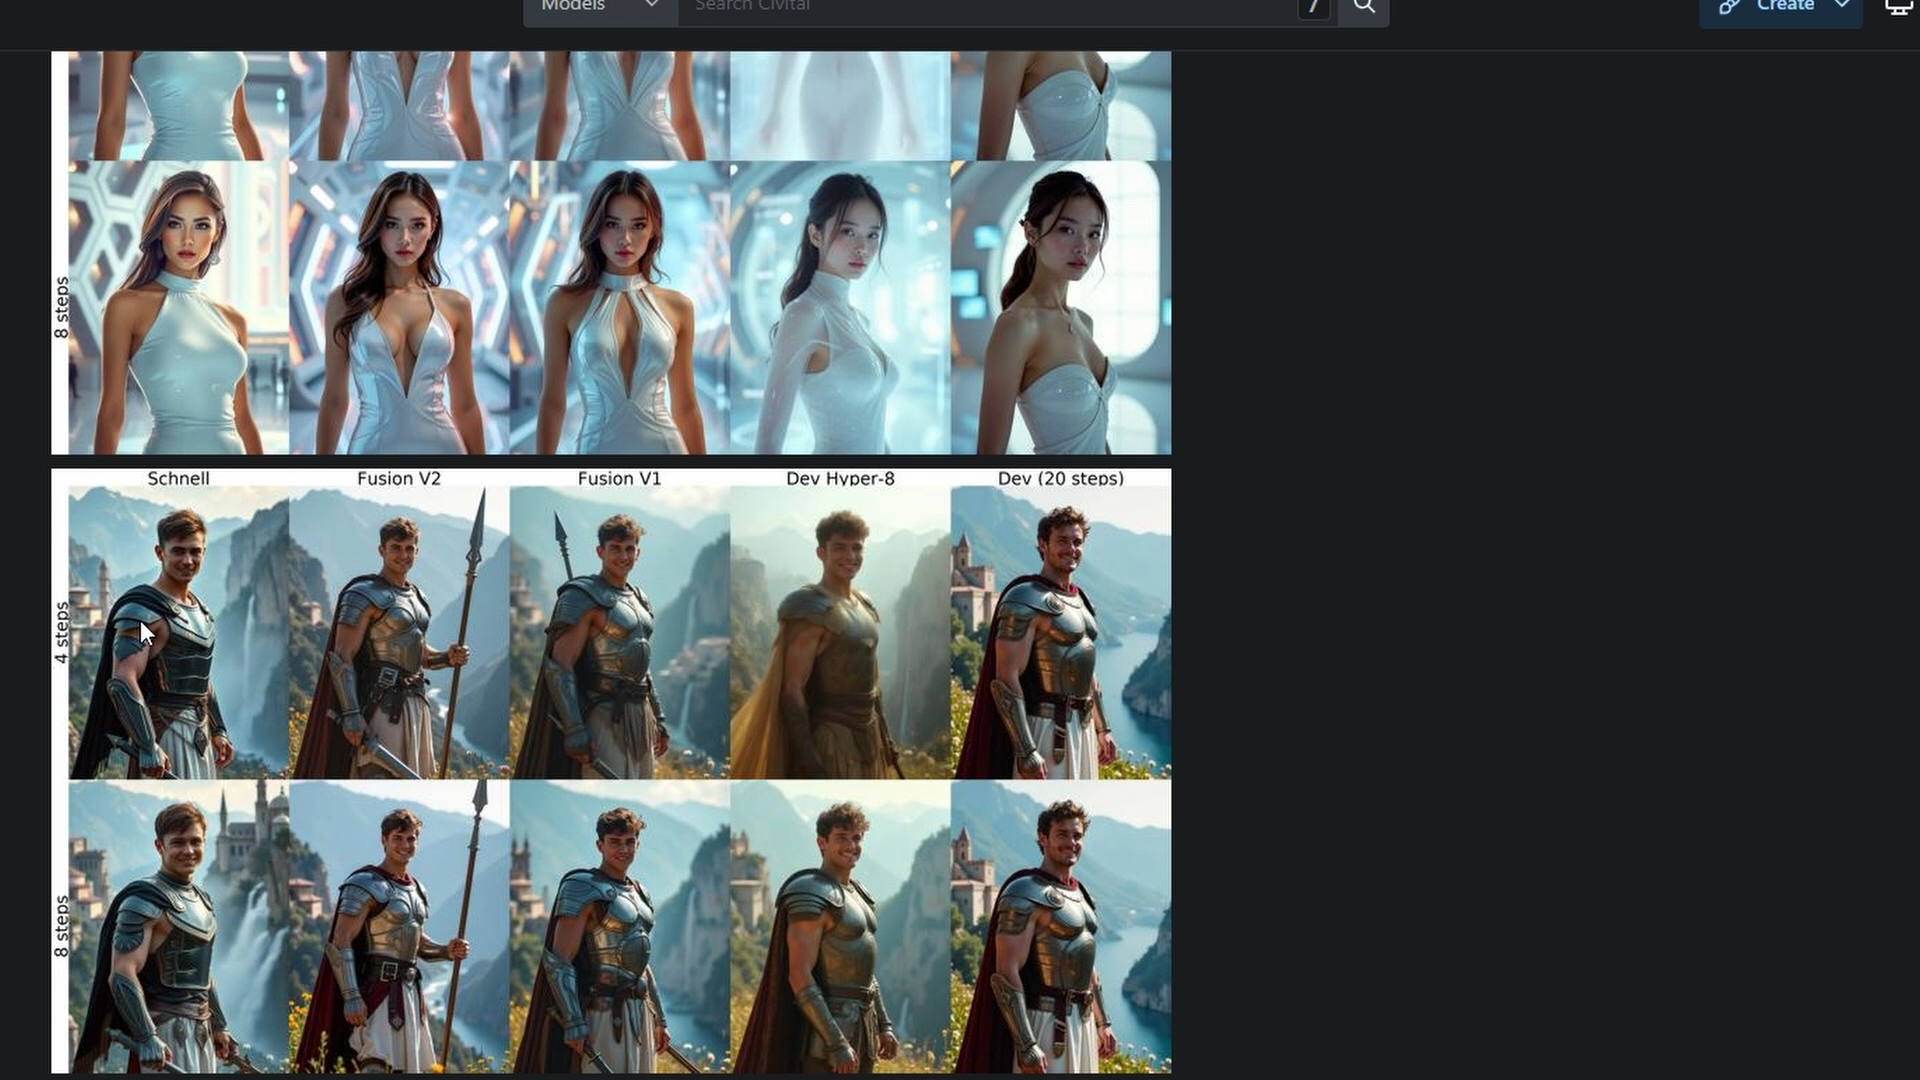 Models
Search Civitai
/
Create
8 steps
Schnell
Fusion V2
Fusion V1
Dev Hyper-8
Dev (20 steps)
4 steps
8 steps